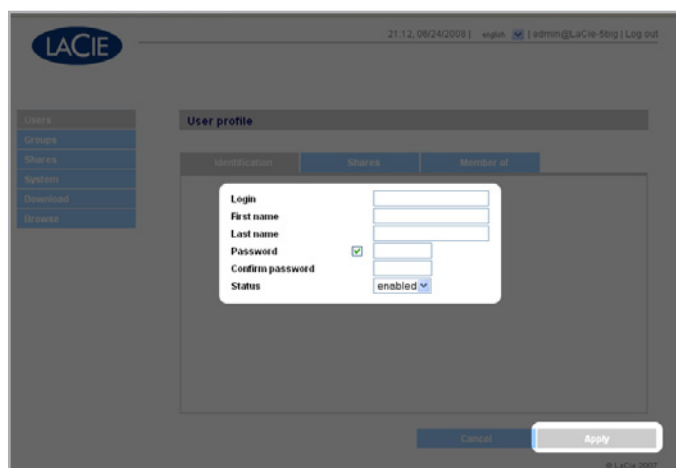 LACIE
21:12, 08/24/2008 | english | admin@LaCie-5big | Log out
Users
Groups
Shares
System
Download
Browse
User profile
Identification Shares Member of
Login
First name
Last name
Password
Confirm password
Status enabled
Cancel Apply
© LaCie 2007